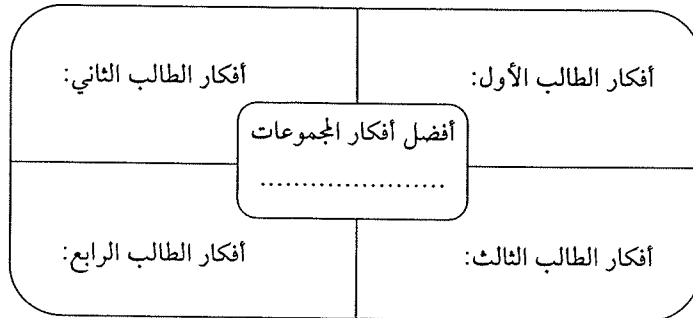 أفكار الطالب الأول:
أفكار الطالب الثاني:
أفضل أفكار المجموعات
......................
أفكار الطالب الثالث:
أفكار الطالب الرابع: